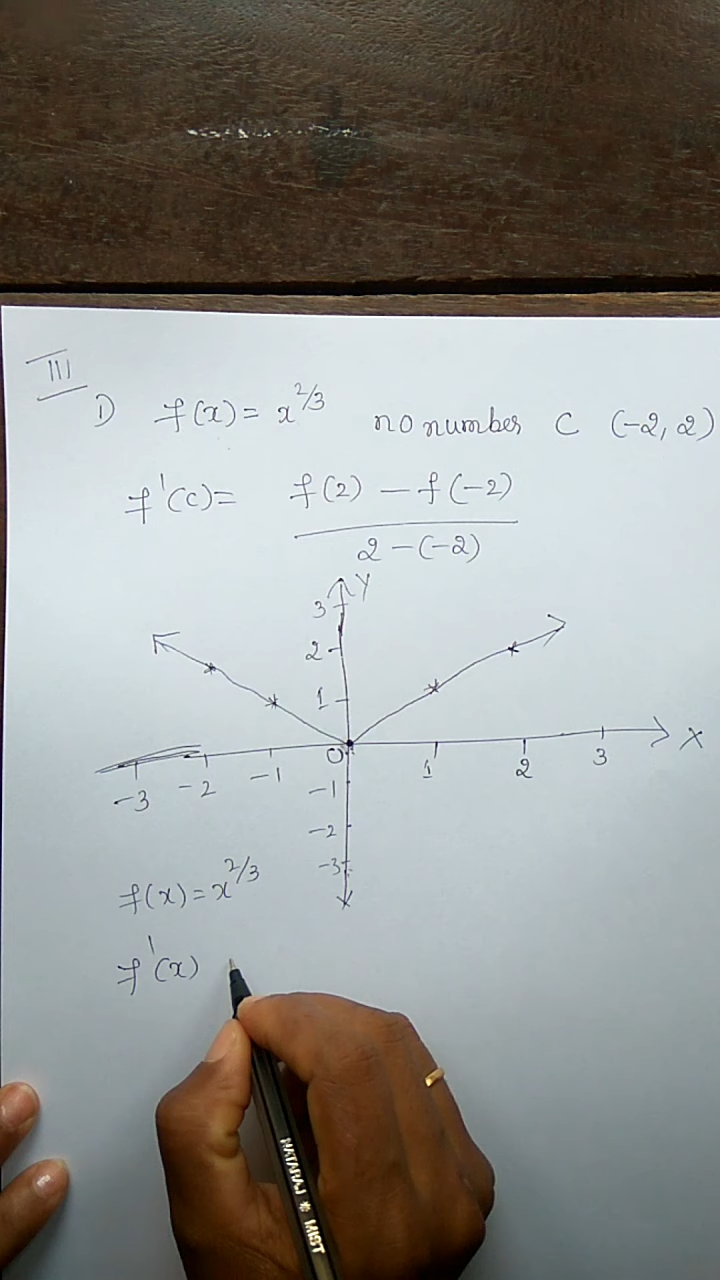 III
1) f(x) = x^2/3 no number C (-2, 2)
f'(c) = f(2) - f(-2) / 2 - (-2)
Y
3
2
1
0
X
-3 -2 -1 1 2 3
-1
-2
-3
f(x) = x^2/3
f'(x)
NATARAJ * MIST